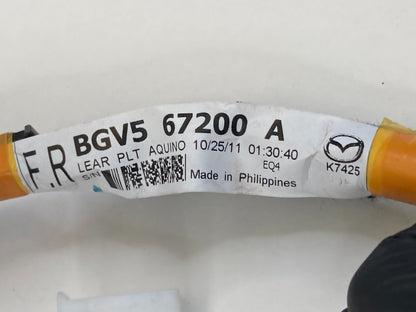 F.R
BGV5 67200 A
LEAR PLT AQUINO 10/25/11 01:30:40
EQ4
S/N
Made in Philippines
K7425